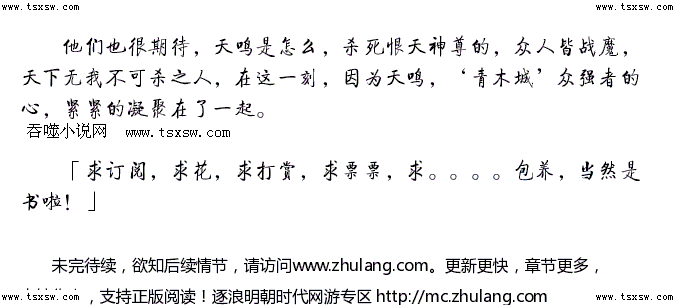 www.tsxsw.com www.tsxsw.com
他们也很期待，天鸣是怎么，杀死恨天神尊的，众人皆战魔，
天下无我不可杀之人，在这一刻，因为天鸣，‘青木城’众强者的
心，紧紧的凝聚在了一起。
吞噬小说网 www.tsxsw.com
「求订阅，求花，求打赏，求票票，求。。。。包养，当然是
书啦！」
未完待续，欲知后续情节，请访问www.zhulang.com。更新更快，章节更多，
，支持正版阅读！逐浪明朝时代网游专区 http://mc.zhulang.com
www.tsxsw.com www.tsxsw.com